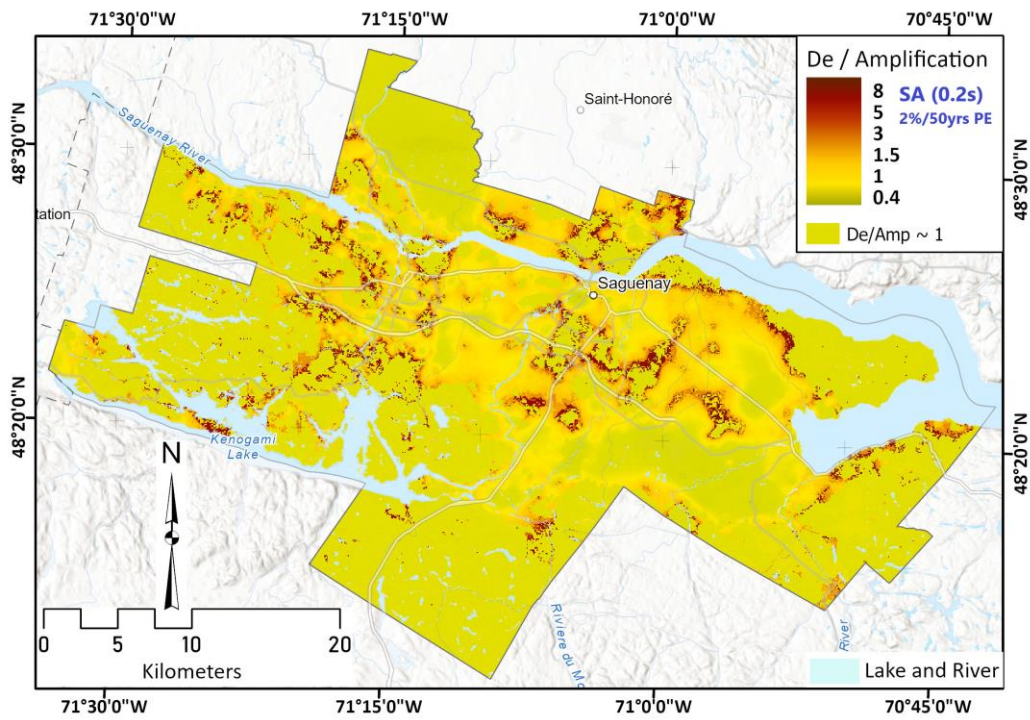 71°30'0"W 71°15'0"W 71°0'0"W 70°45'0"W
De / Amplification
8 SA (0.2s)
5 2%/50yrs PE
3
1.5
1
0.4
De/Amp ~ 1
Saint-Honoré
48°30'0"N
48°30'0"N
Saguenay River
tation
Saguenay
48°20'0"N
48°20'0"N
Kenogami
Lake
N
0 5 10 20
Kilometers
Riviere du Mo
River
Lake and River
71°30'0"W 71°15'0"W 71°0'0"W 70°45'0"W